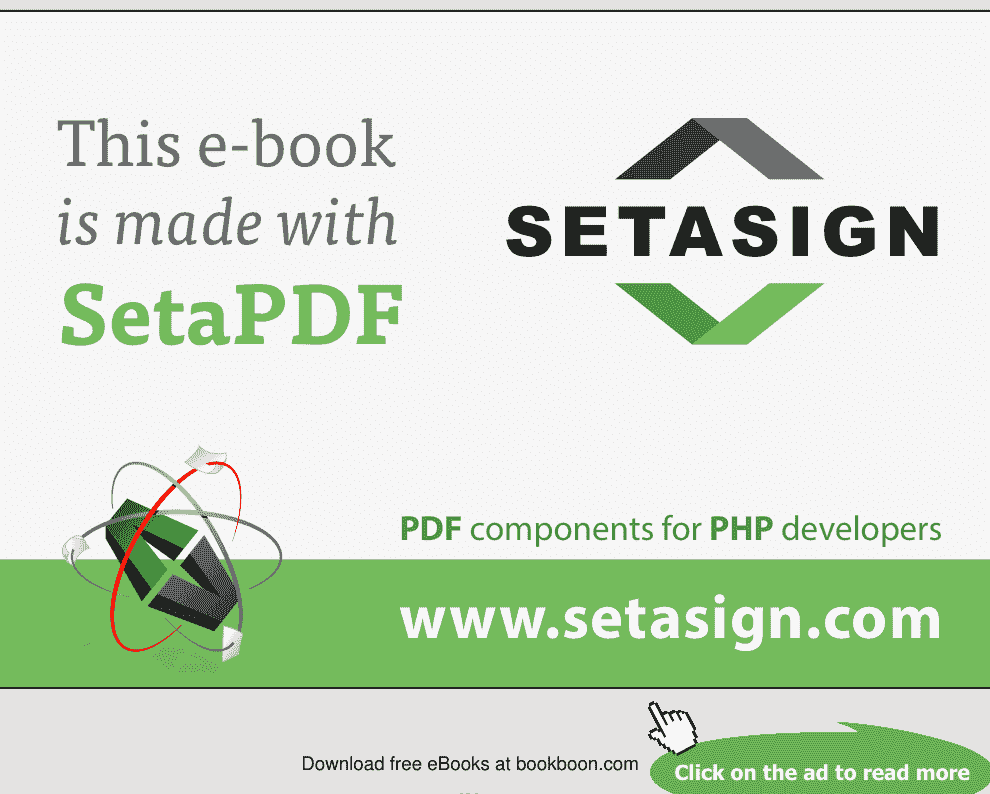 This e-book
is made with
SetaPDF
SETASIGN
PDF components for PHP developers
www.setasign.com
Download free eBooks at bookboon.com
Click on the ad to read more